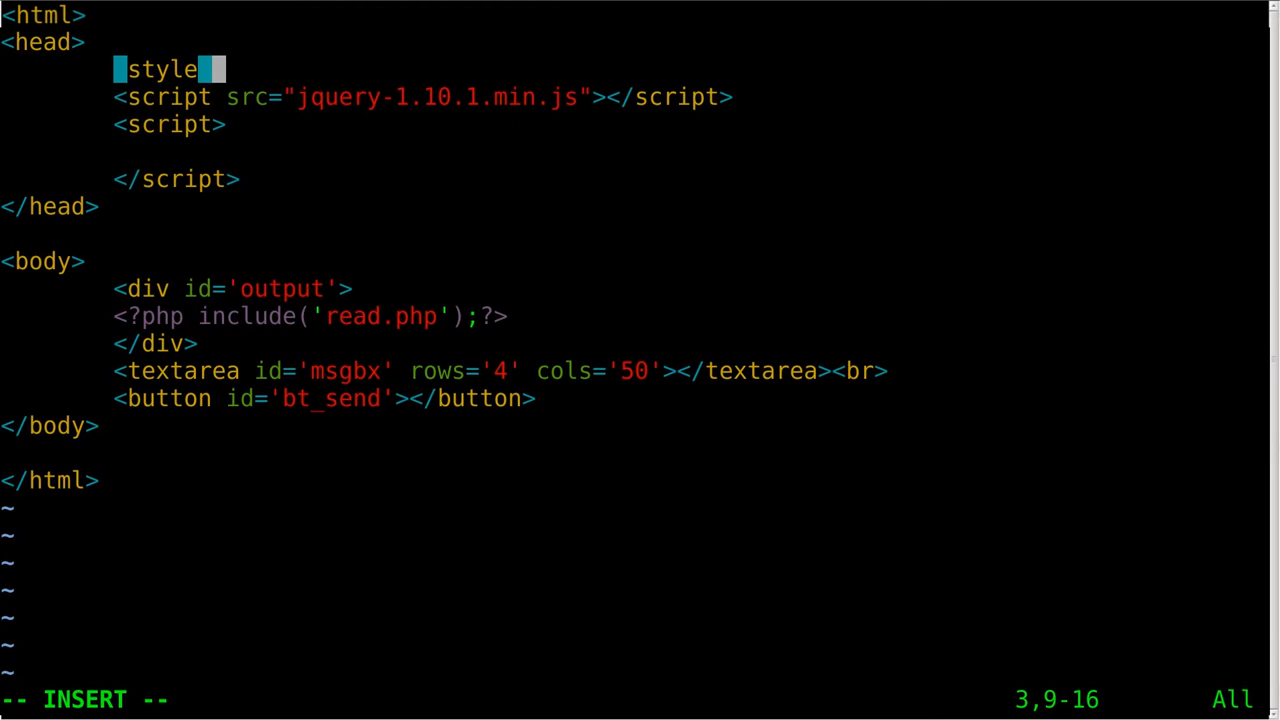 <html>
<head>
<style>
<script src="jquery-1.10.1.min.js"></script>
<script>
</script>
</head>
<body>
<div id='output'>
<?php include('read.php');?>
</div>
<textarea id='msgbx' rows='4' cols='50'></textarea><br>
<button id='bt_send'></button>
</body>
</html>
~
~
~
~
~
~
~
-- INSERT -- 3,9-16 All